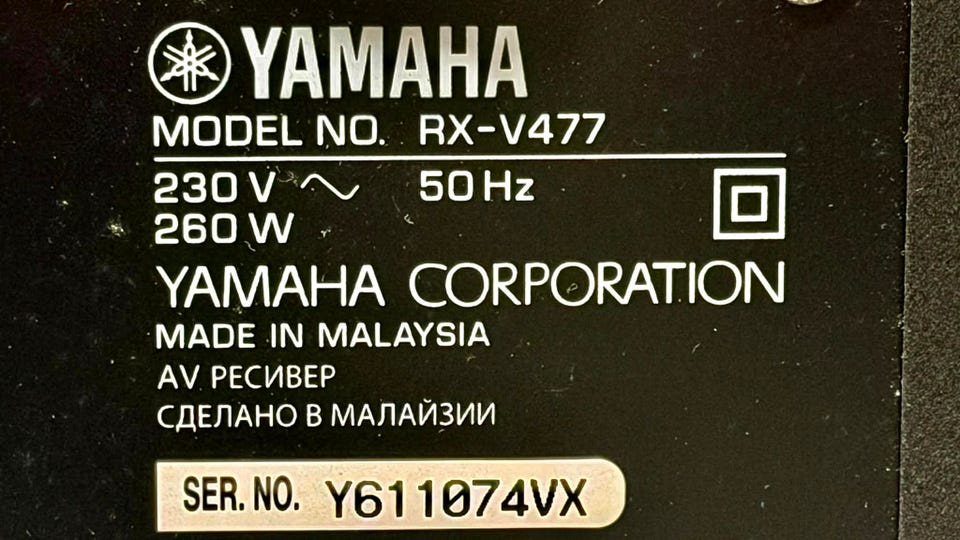 YAMAHA
MODEL NO. RX-V477
230 V ~ 50 Hz
260 W
YAMAHA CORPORATION
MADE IN MALAYSIA
AV РЕСИВЕР
СДЕЛАНО В МАЛАЙЗИИ
SER. NO. Y611074VX